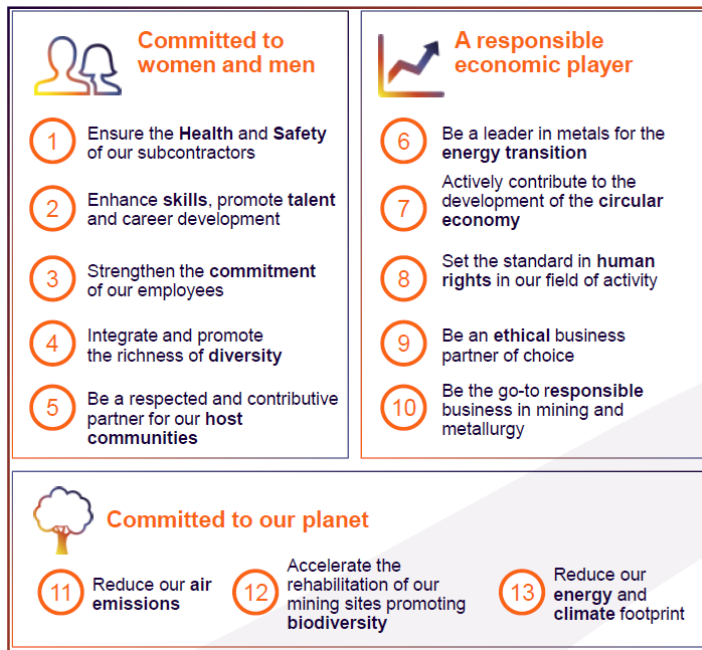 Committed to
women and men
1
Ensure the Health and Safety
of our subcontractors
2
Enhance skills, promote talent
and career development
3
Strengthen the commitment
of our employees
4
Integrate and promote
the richness of diversity
5
Be a respected and contributive
partner for our host
communities
A responsible
economic player
6
Be a leader in metals for the
energy transition
7
Actively contribute to the
development of the circular
economy
8
Set the standard in human
rights in our field of activity
9
Be an ethical business
partner of choice
10
Be the go-to responsible
business in mining and
metallurgy
Committed to our planet
11
Reduce our air
emissions
12
Accelerate the
rehabilitation of our
mining sites promoting
biodiversity
13
Reduce our
energy and
climate footprint